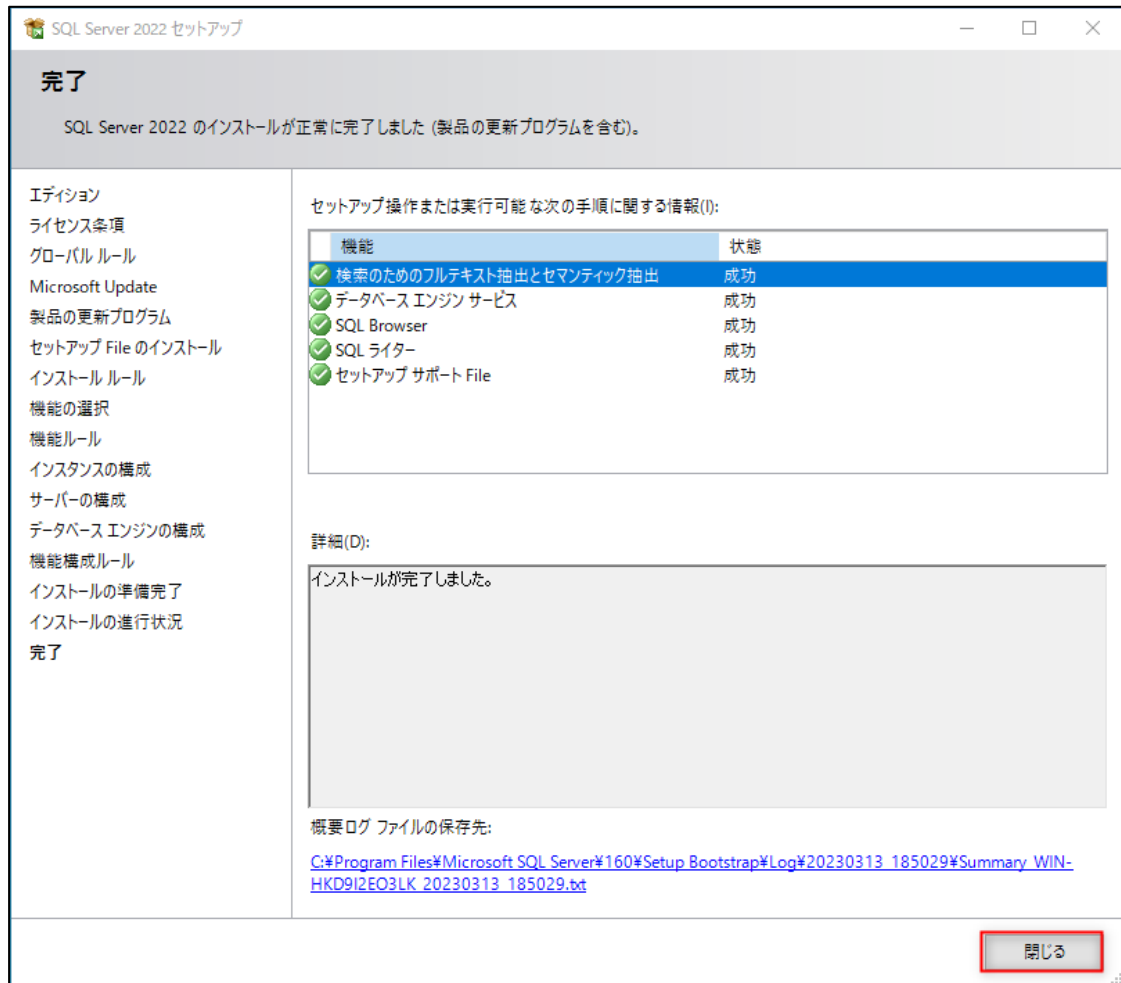 SQL Server 2022 セットアップ
完了
SQL Server 2022 のインストールが正常に完了しました (製品の更新プログラムを含む)。
エディション
ライセンス条項
グローバル ルール
Microsoft Update
製品の更新プログラム
セットアップ File のインストール
インストール ルール
機能の選択
機能ルール
インスタンスの構成
サーバーの構成
データベース エンジンの構成
機能構成ルール
インストールの準備完了
インストールの進行状況
完了
セットアップ操作または実行可能な次の手順に関する情報(I):
機能 状態
検索のためのフルテキスト抽出とセマンティック抽出 成功
データベース エンジン サービス 成功
SQL Browser 成功
SQL ライター 成功
セットアップ サポート File 成功
詳細(D):
インストールが完了しました。
概要ログ ファイルの保存先:
C:¥Program Files¥Microsoft SQL Server¥160¥Setup Bootstrap¥Log¥20230313_185029¥Summary_WIN-
HKD9I2EO3LK_20230313_185029.txt
閉じる